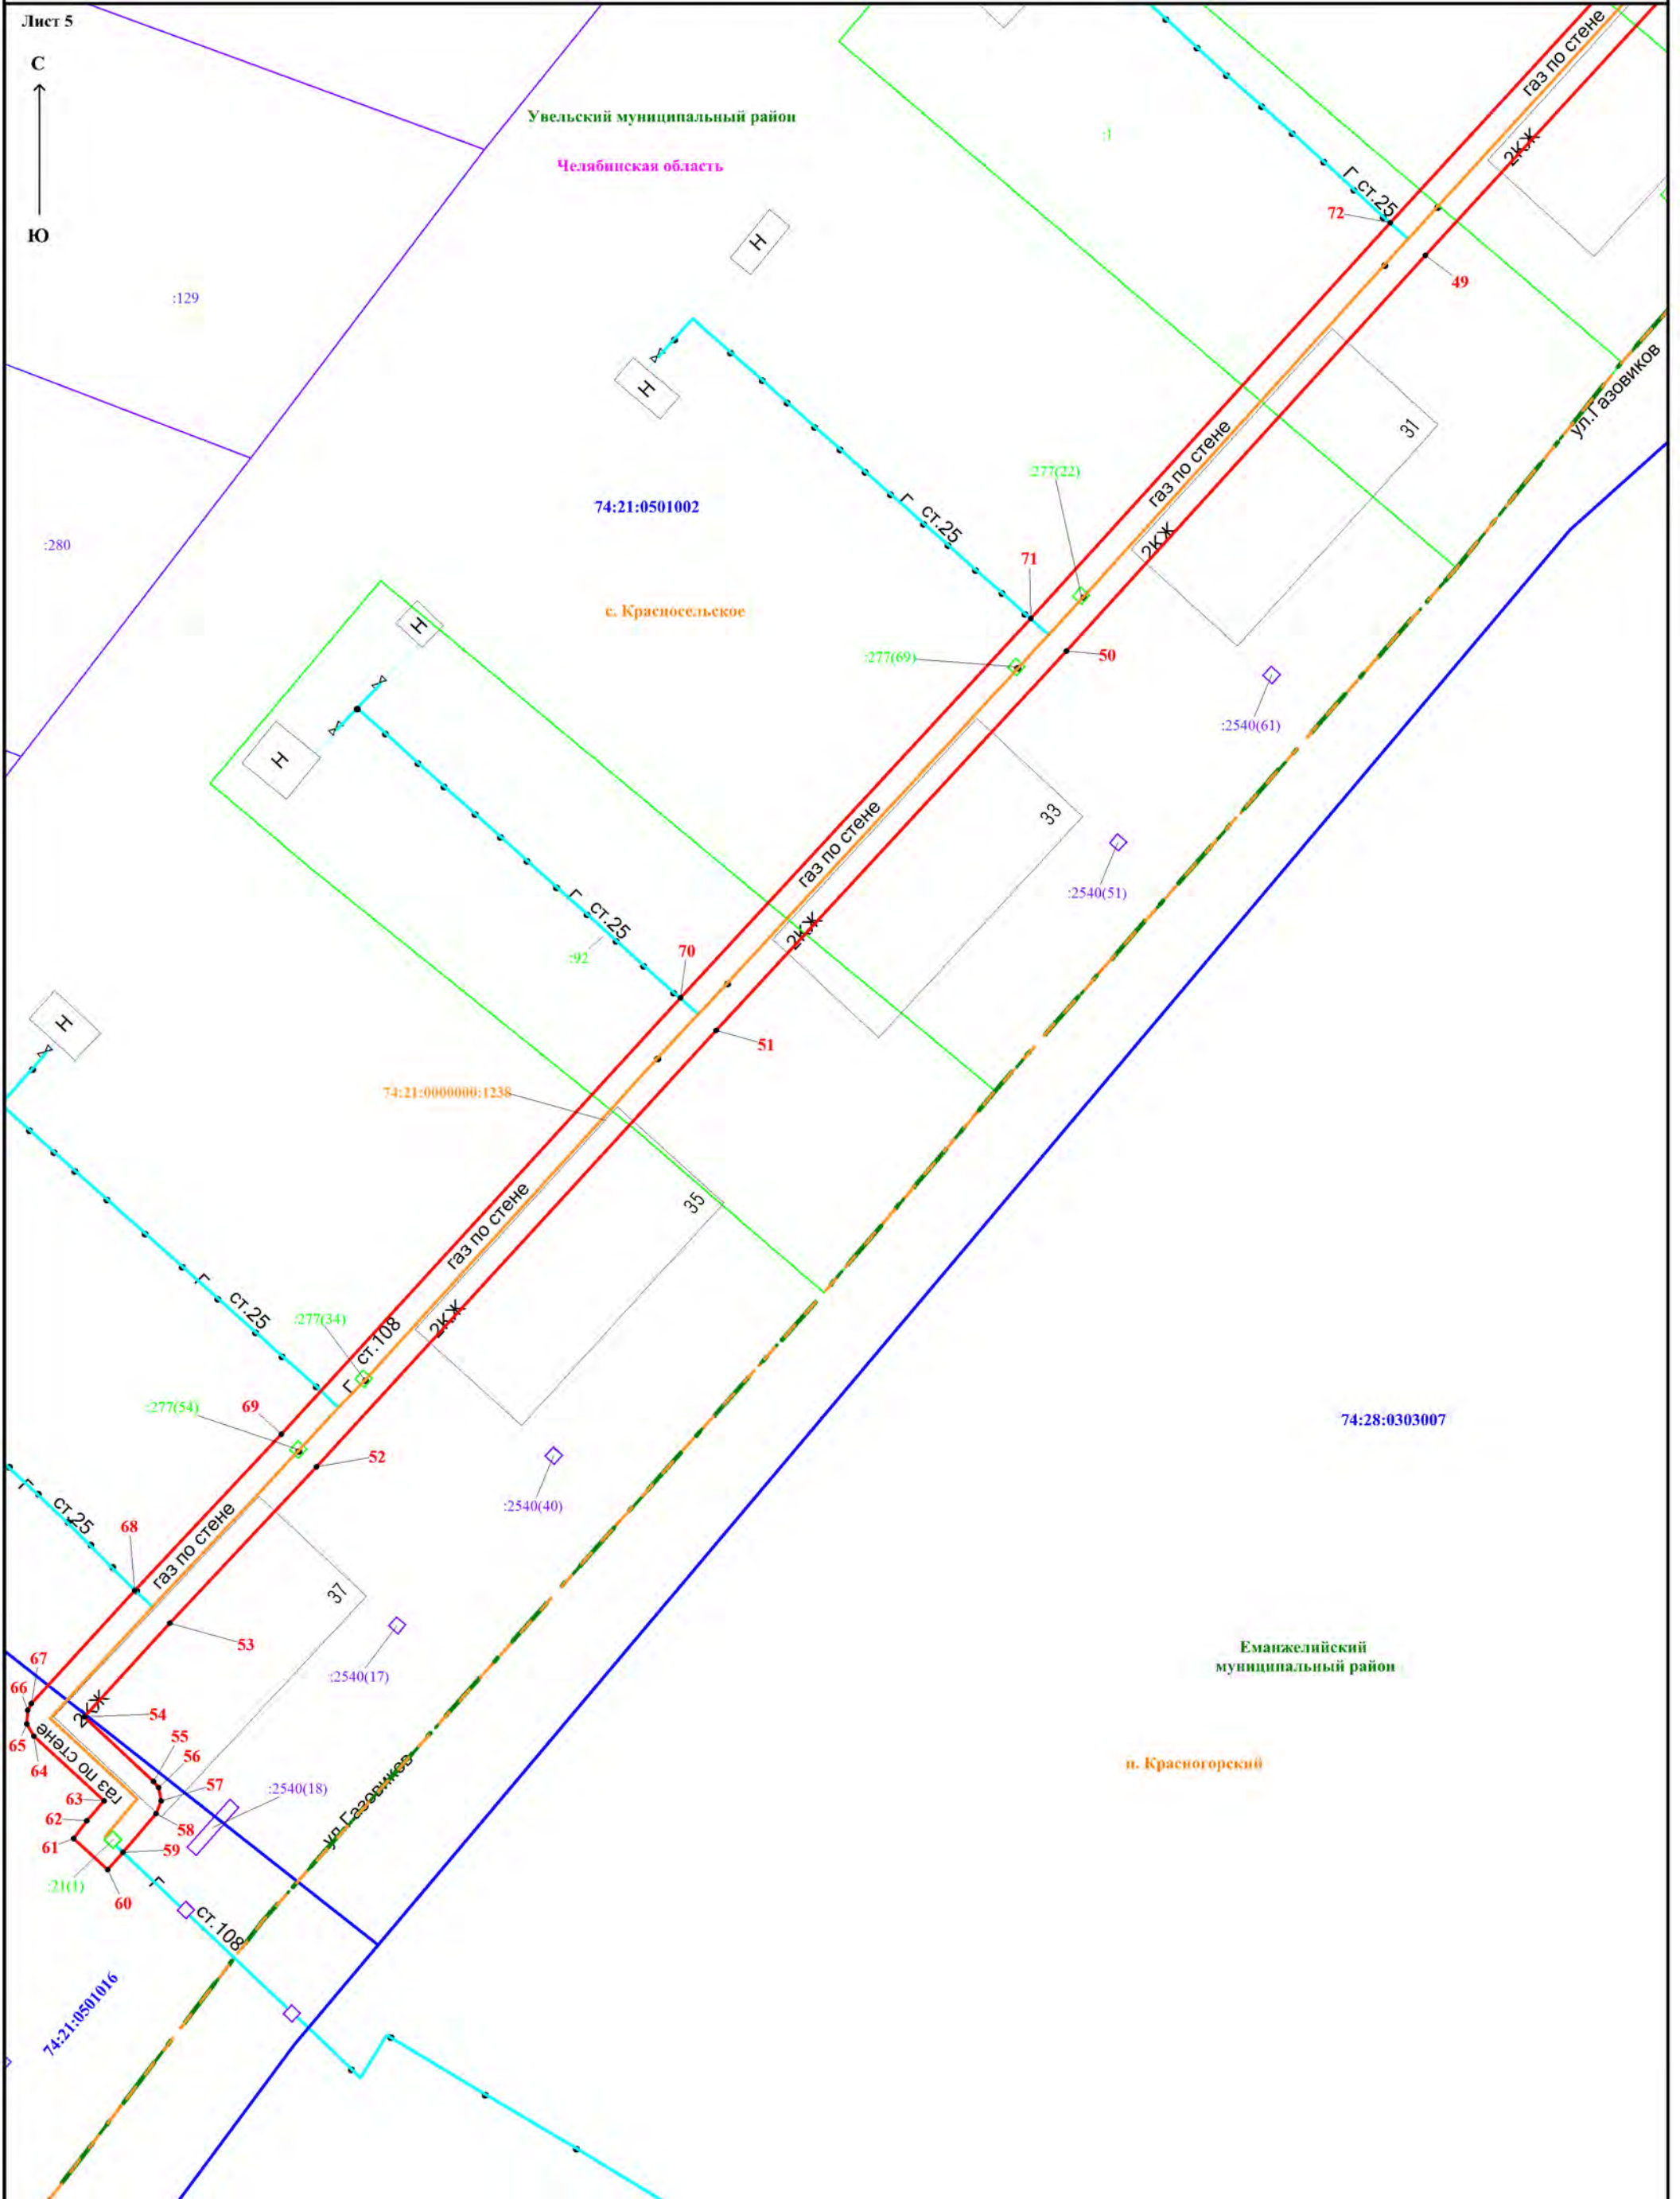 Лист 5
С
Ю
Увельский муниципальный район
Челябинская область
:1
газ по стене
2КЖ
Г ст.25
72
49
Н
:129
Н
31
ул.Газовиков
газ по стене
:277(22)
74:21:0501002
Г ст.25
2КЖ
:280
71
с. Красносельское
Н
:277(69)
50
:2540(61)
Н
33
газ по стене
:2540(51)
Г ст.25
2КЖ
:92
70
Н
51
74:21:0000000:1238
35
газ по стене
Г ст.25
:277(34)
Г ст.108
2КЖ
:277(54)
69
74:28:0303007
52
:2540(40)
Г ст.25
68
газ по стене
37
53
Еманжелийский
муниципальный район
67
:2540(17)
66
2КЖ
54
55
65
газ по стене
56
64
п. Красногорский
57
:2540(18)
63
62
58
ул.Газовиков
61
59
:21(1)
60
Г ст.108
74:21:0501016